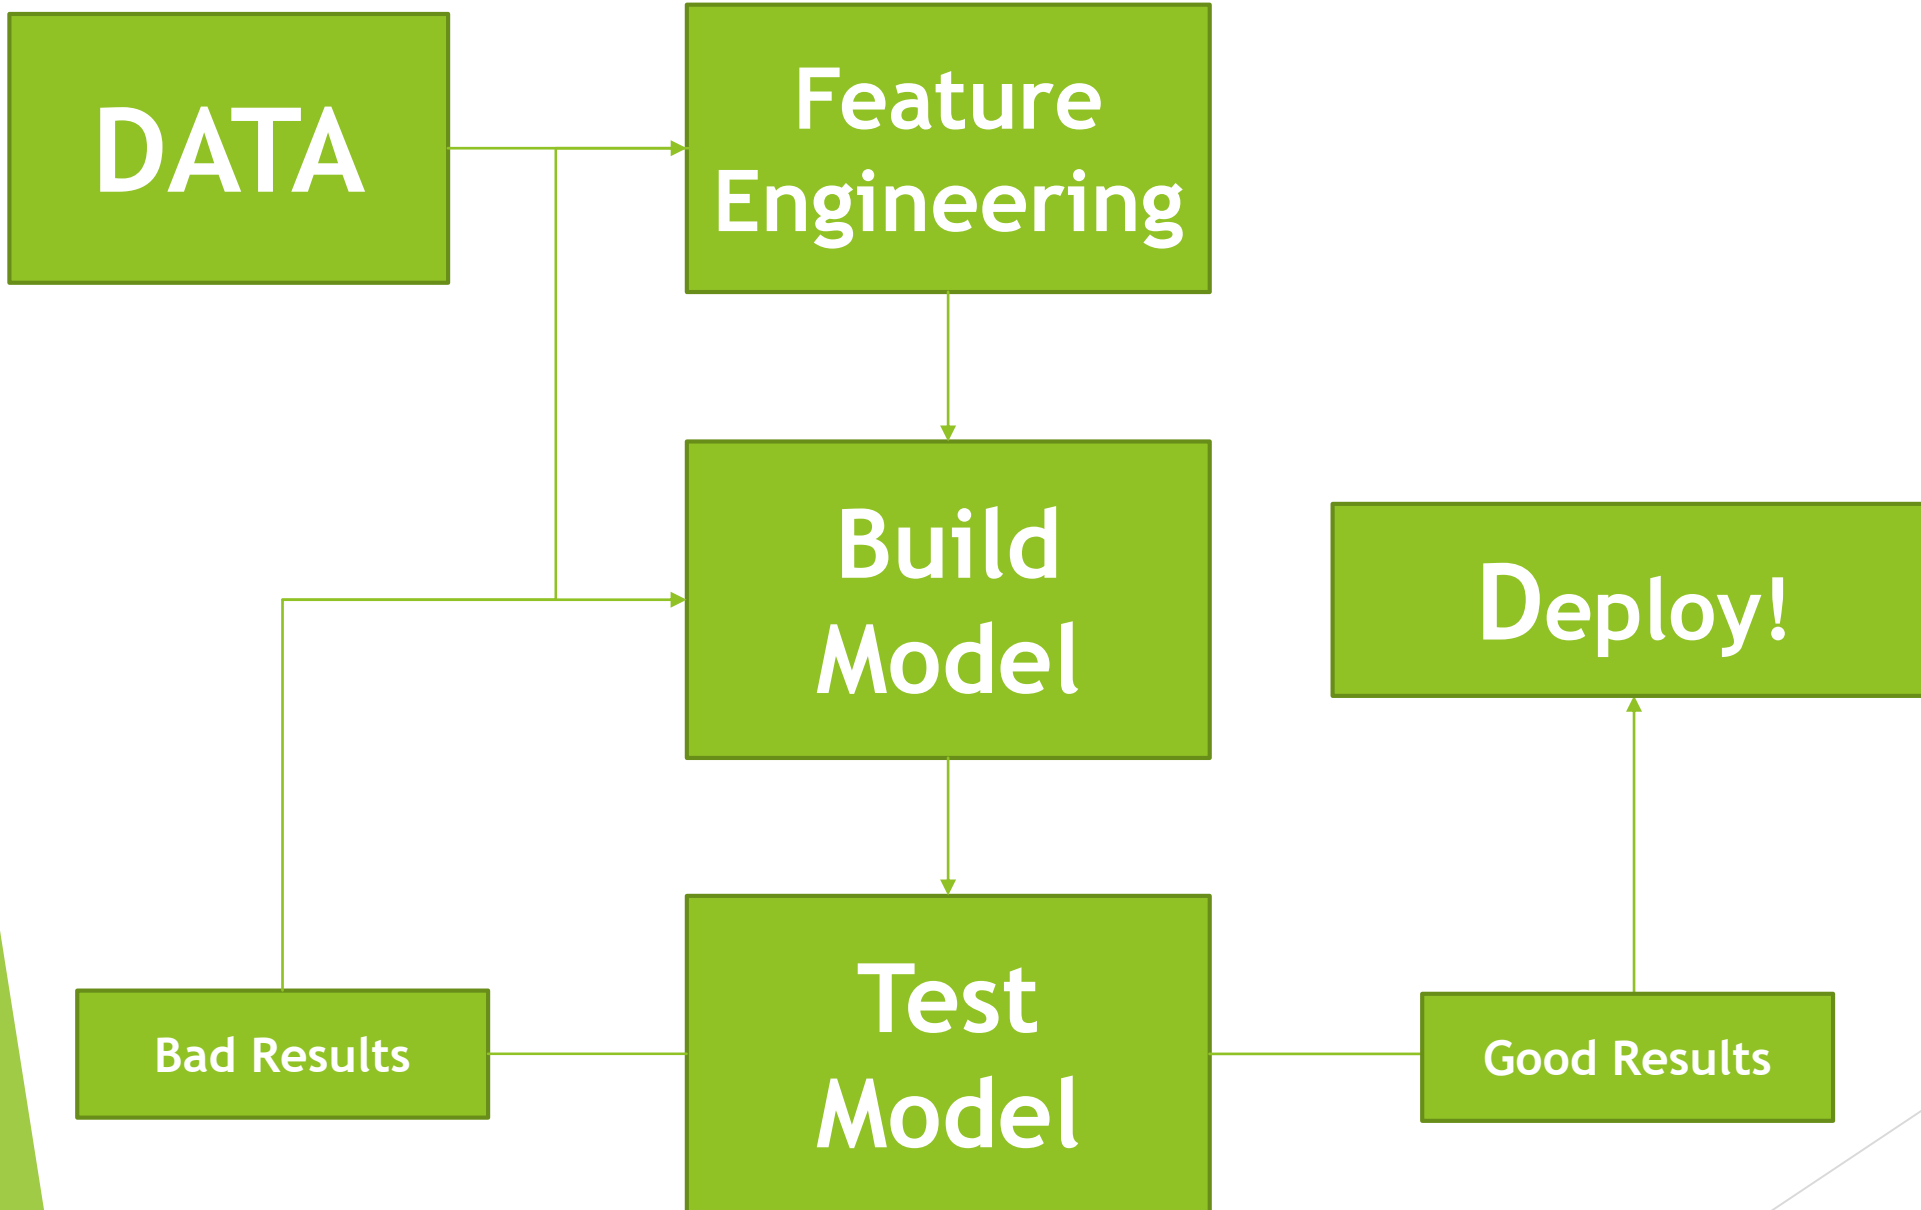 DATA
Feature
Engineering
Build
Model
Deploy!
Test
Model
Bad Results
Good Results